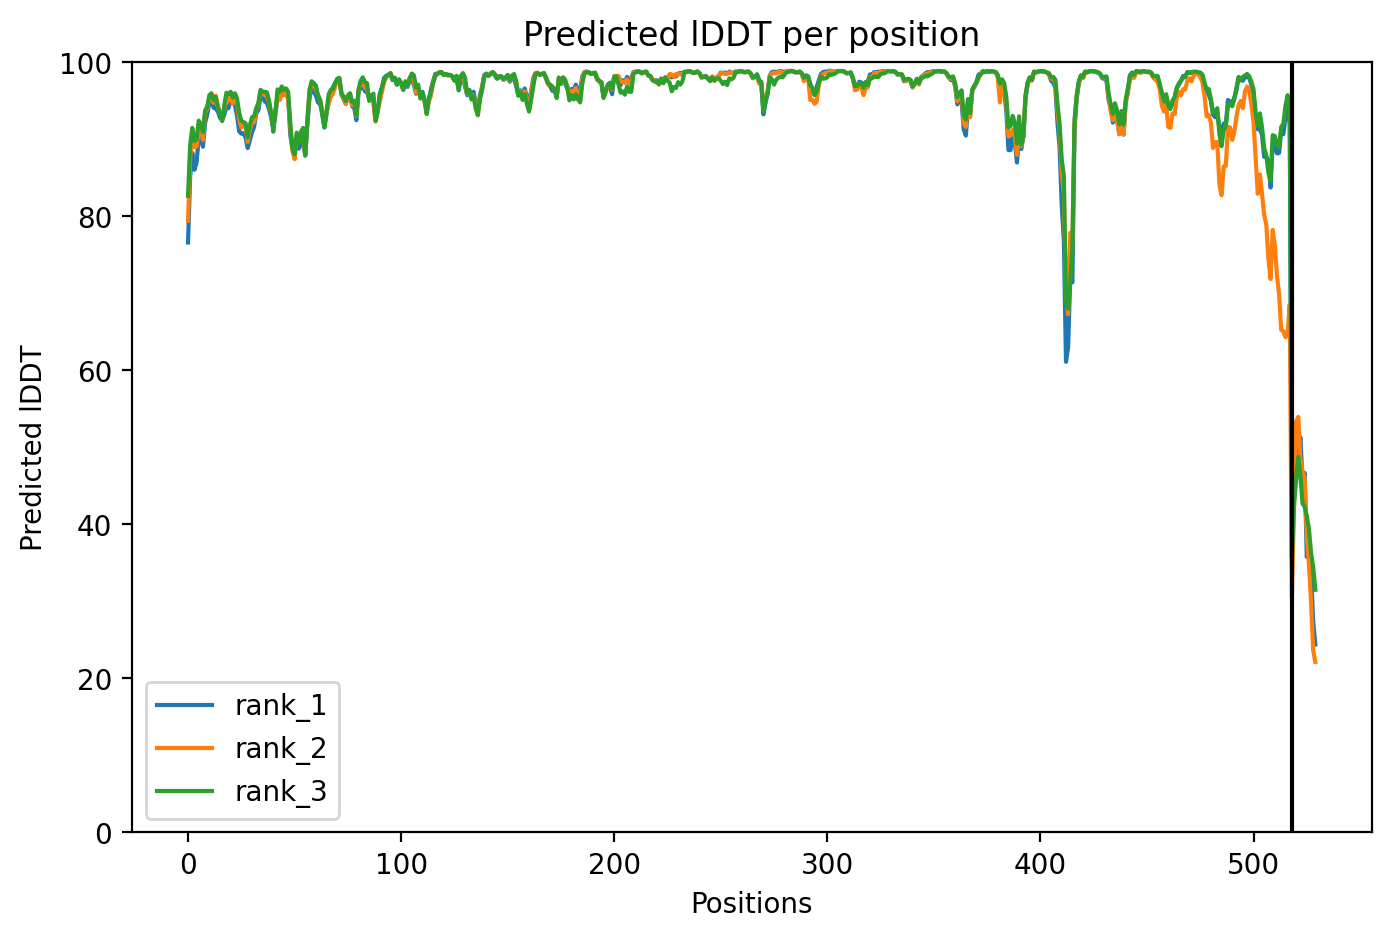 Predicted lDDT per position
Predicted lDDT
100
80
60
40
20
0
rank_1
rank_2
rank_3
0 100 200 300 400 500
Positions